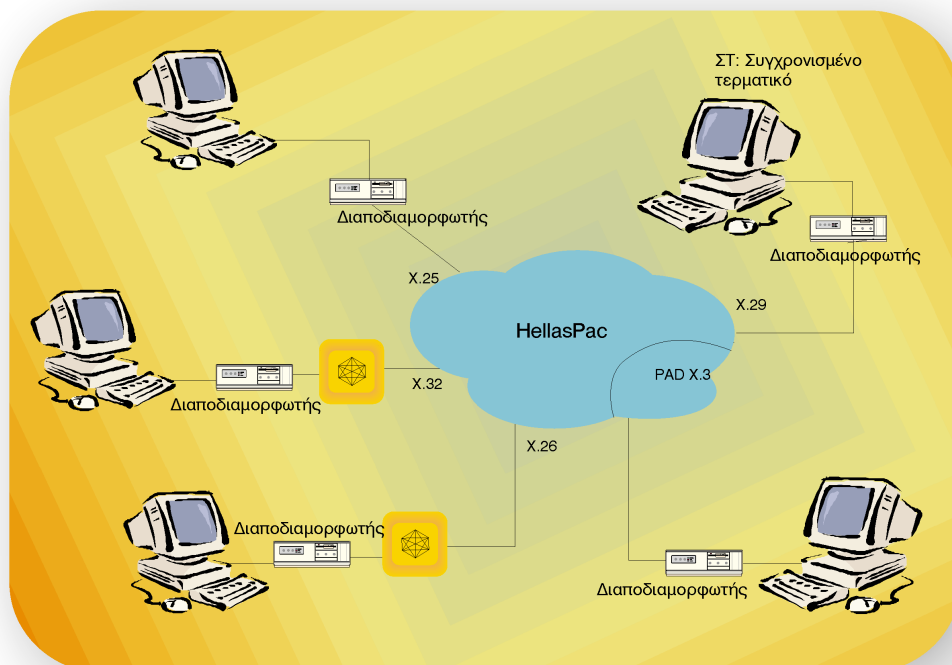 ΣΤ: Συγχρονισμένο
τερματικό
Διαποδιαμορφωτής
Διαποδιαμορφωτής
X.25
X.29
HellasPac
PAD X.3
X.32
Διαποδιαμορφωτής
X.26
Διαποδιαμορφωτής
Διαποδιαμορφωτής